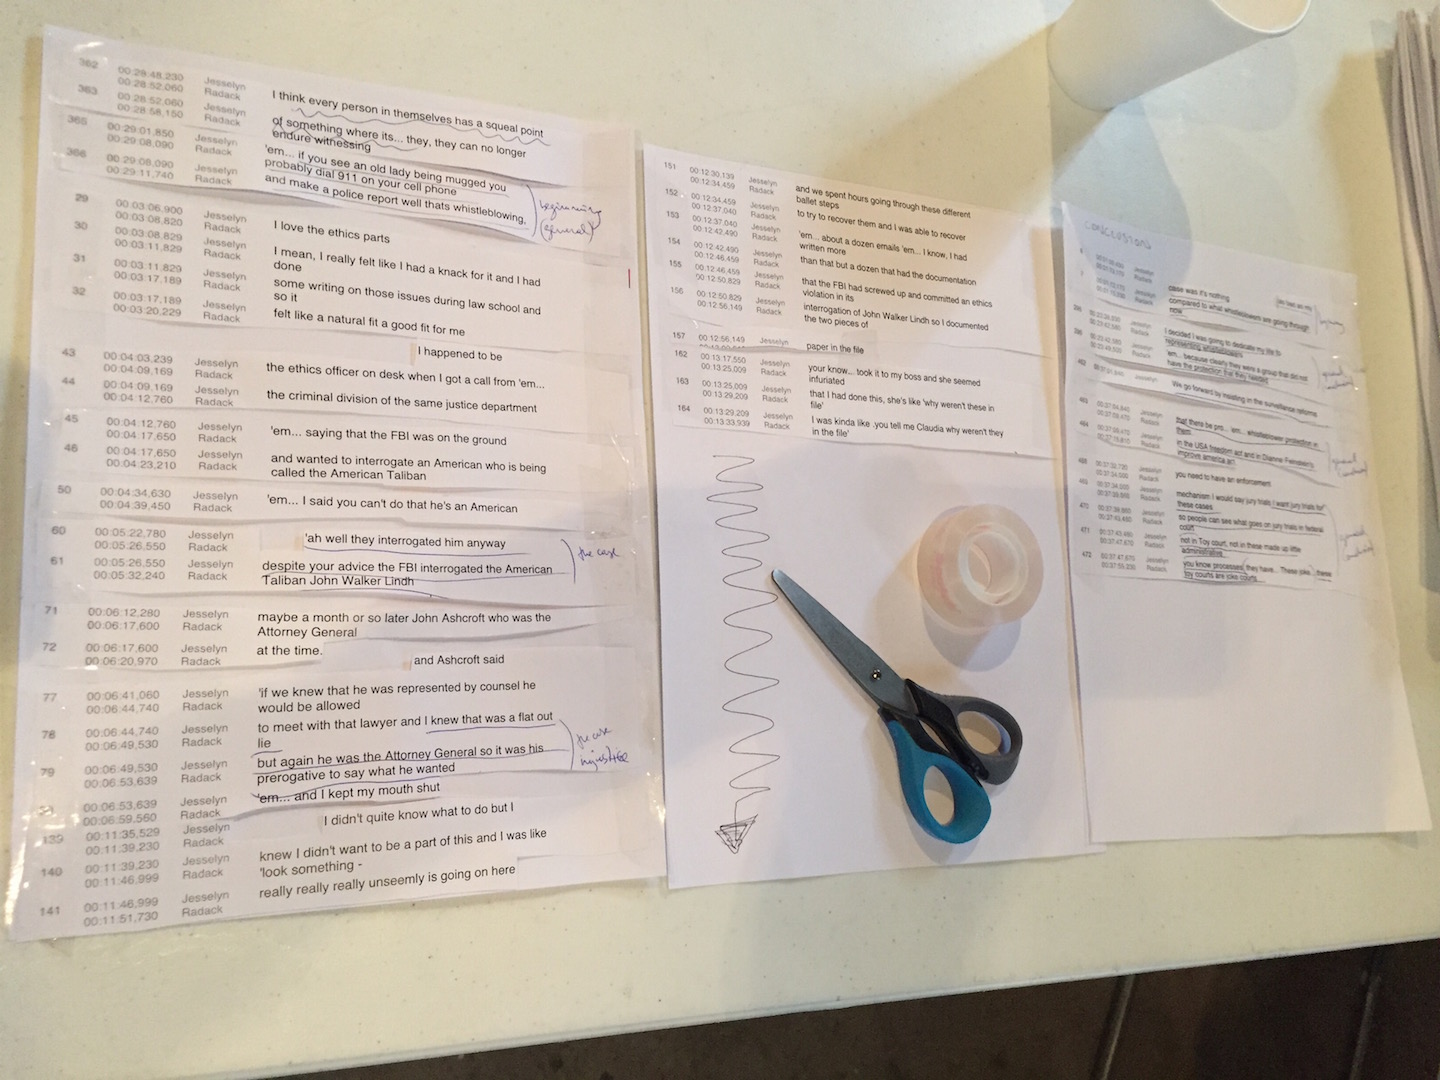 362 00:28:48,230 Jesselyn I think every person in themselves has a squeal point
00:28:52,060 Radack
363 00:28:52,060 Jesselyn of something where its... they, they can no longer
00:28:58,150 Radack endure witnessing
365 00:29:01,850 Jesselyn 'em... if you see an old lady being mugged you
00:29:08,090 Radack probably dial 911 on your cell phone
366 00:29:08,090 Jesselyn and make a police report well thats whistleblowing,
00:29:11,740 Radack
beginning
(general)
29 00:03:06,900 Jesselyn I love the ethics parts
00:03:08,820 Radack
30 00:03:08,829 Jesselyn I mean, I really felt like I had a knack for it and I had
00:03:11,829 Radack done
31 00:03:11,829 Jesselyn some writing on those issues during law school and
00:03:17,189 Radack so it
32 00:03:17,189 Jesselyn felt like a natural fit a good fit for me
00:03:20,229 Radack
I happened to be
43 00:04:03,239 Jesselyn the ethics officer on desk when I got a call from 'em...
00:04:09,169 Radack
44 00:04:09,169 Jesselyn the criminal division of the same justice department
00:04:12,760 Radack
45 00:04:12,760 Jesselyn 'em... saying that the FBI was on the ground
00:04:17,650 Radack
46 00:04:17,650 Jesselyn and wanted to interrogate an American who is being
00:04:23,210 Radack called the American Taliban
50 00:04:34,630 Jesselyn 'em... I said you can't do that he's an American
00:04:39,450 Radack
60 00:05:22,780 Jesselyn 'ah well they interrogated him anyway
00:05:26,550 Radack
the case
61 00:05:26,550 Jesselyn despite your advice the FBI interrogated the American
00:05:32,240 Radack Taliban John Walker Lindh
71 00:06:12,280 Jesselyn maybe a month or so later John Ashcroft who was the
00:06:17,600 Radack Attorney General
72 00:06:17,600 Jesselyn at the time.
00:06:20,970 Radack and Ashcroft said
77 00:06:41,060 Jesselyn 'if we knew that he was represented by counsel he
00:06:44,740 Radack would be allowed
78 00:06:44,740 Jesselyn to meet with that lawyer and I knew that was a flat out
00:06:49,530 Radack lie
the case
injustice
79 00:06:49,530 Jesselyn but again he was the Attorney General so it was his
00:06:53,639 Radack prerogative to say what he wanted
00:06:53,639 Jesselyn 'em... and I kept my mouth shut
00:06:59,560 Radack
139 00:11:35,529 Jesselyn I didn't quite know what to do but I
00:11:39,230 Radack
140 00:11:39,230 Jesselyn knew I didn't want to be a part of this and I was like
00:11:46,999 Radack 'look something -
141 00:11:46,999 Jesselyn really really really unseemly is going on here
00:11:51,730 Radack
151 00:12:30,139 Jesselyn and we spent hours going through these different
00:12:34,459 Radack ballet steps
152 00:12:34,459 Jesselyn to try to recover them and I was able to recover
00:12:37,040 Radack
153 00:12:37,040 Jesselyn 'em... about a dozen emails 'em... I know, I had
00:12:42,490 Radack written more
154 00:12:42,490 Jesselyn than that but a dozen that had the documentation
00:12:46,459 Radack
155 00:12:46,459 Jesselyn that the FBI had screwed up and committed an ethics
00:12:50,829 Radack violation in its
156 00:12:50,829 Jesselyn interrogation of John Walker Lindh so I documented
00:12:56,149 Radack the two pieces of
157 00:12:56,149 Jesselyn paper in the file
162 00:13:17,550 Jesselyn your know... took it to my boss and she seemed
00:13:25,009 Radack infuriated
163 00:13:25,009 Jesselyn that I had done this, she's like 'why weren't these in
00:13:29,209 Radack file'
164 00:13:29,209 Jesselyn I was kinda like .you tell me Claudia why weren't they
00:13:33,539 Radack in the file'
CONCLUSIONS
case was it's nothing
compared to what whistleblowers are going through
now
I decided I was going to dedicate my life to
representing whistleblowers
'em... because clearly they were a group that did not
have the protection that they needed
We go forward by insisting in the surveillance reforms
that there be pro... 'em... whistleblower protection in
them
in the USA freedom act and in Dianne Feinstein's
improve america act
you need to have an enforcement
mechanism I would say jury trials I want jury trials for
these cases
470 so people can see what goes on jury trials in federal
court
471 not in Toy court, not in these made up little
administrative
472 you know processes they have... These joke.. these
toy courts are joke courts